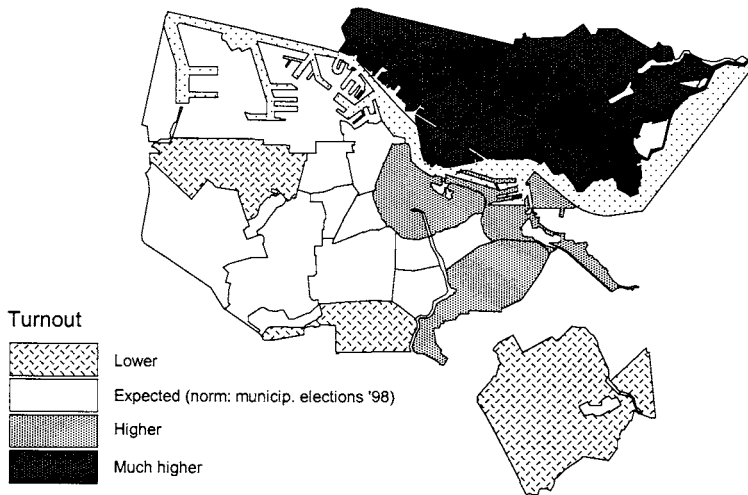 Turnout
Lower
Expected (norm: municip. elections '98)
Higher
Much higher